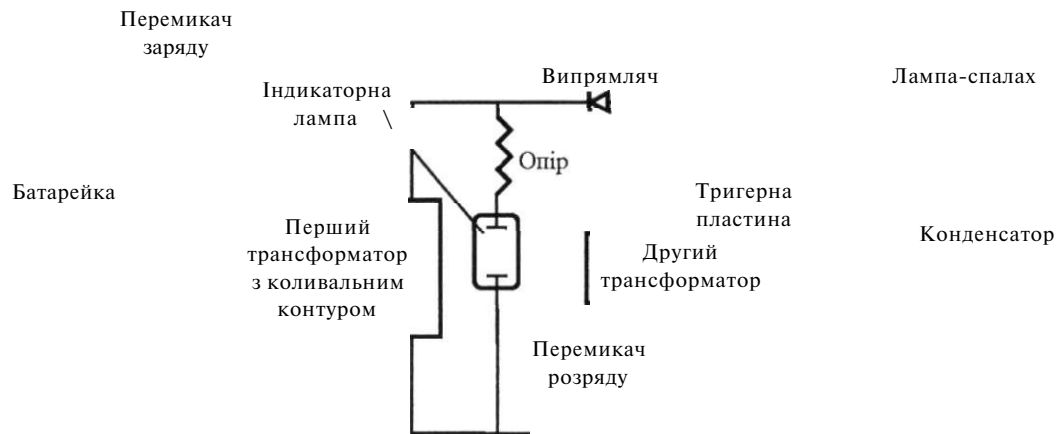 Перемикач
заряду
Випрямляч
Лампа-спалах
Індикаторна
лампа
Опір
Батарейка
Тригерна
пластина
Перший
трансформатор
з коливальним
контуром
Другий
трансформатор
Конденсатор
Перемикач
розряду